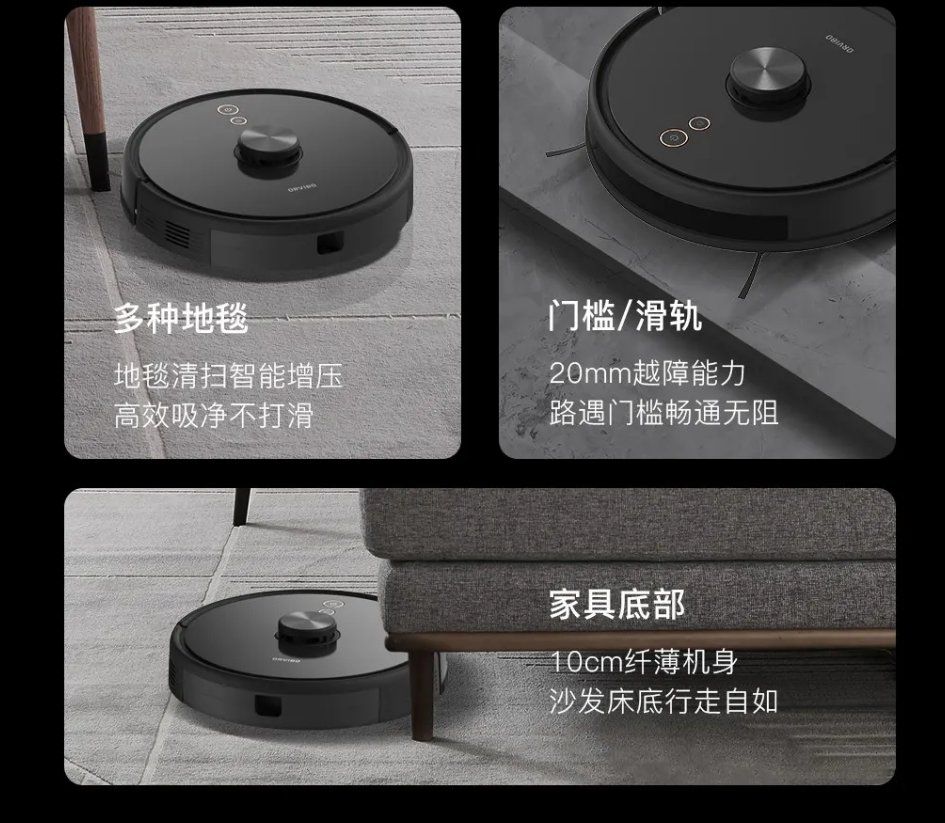 ORVIBO
多种地毯
地毯清扫智能增压
高效吸净不打滑
ORVIBO
门槛/滑轨
20mm越障能力
路遇门槛畅通无阻
ORVIBO
家具底部
10cm纤薄机身
沙发床底行走自如